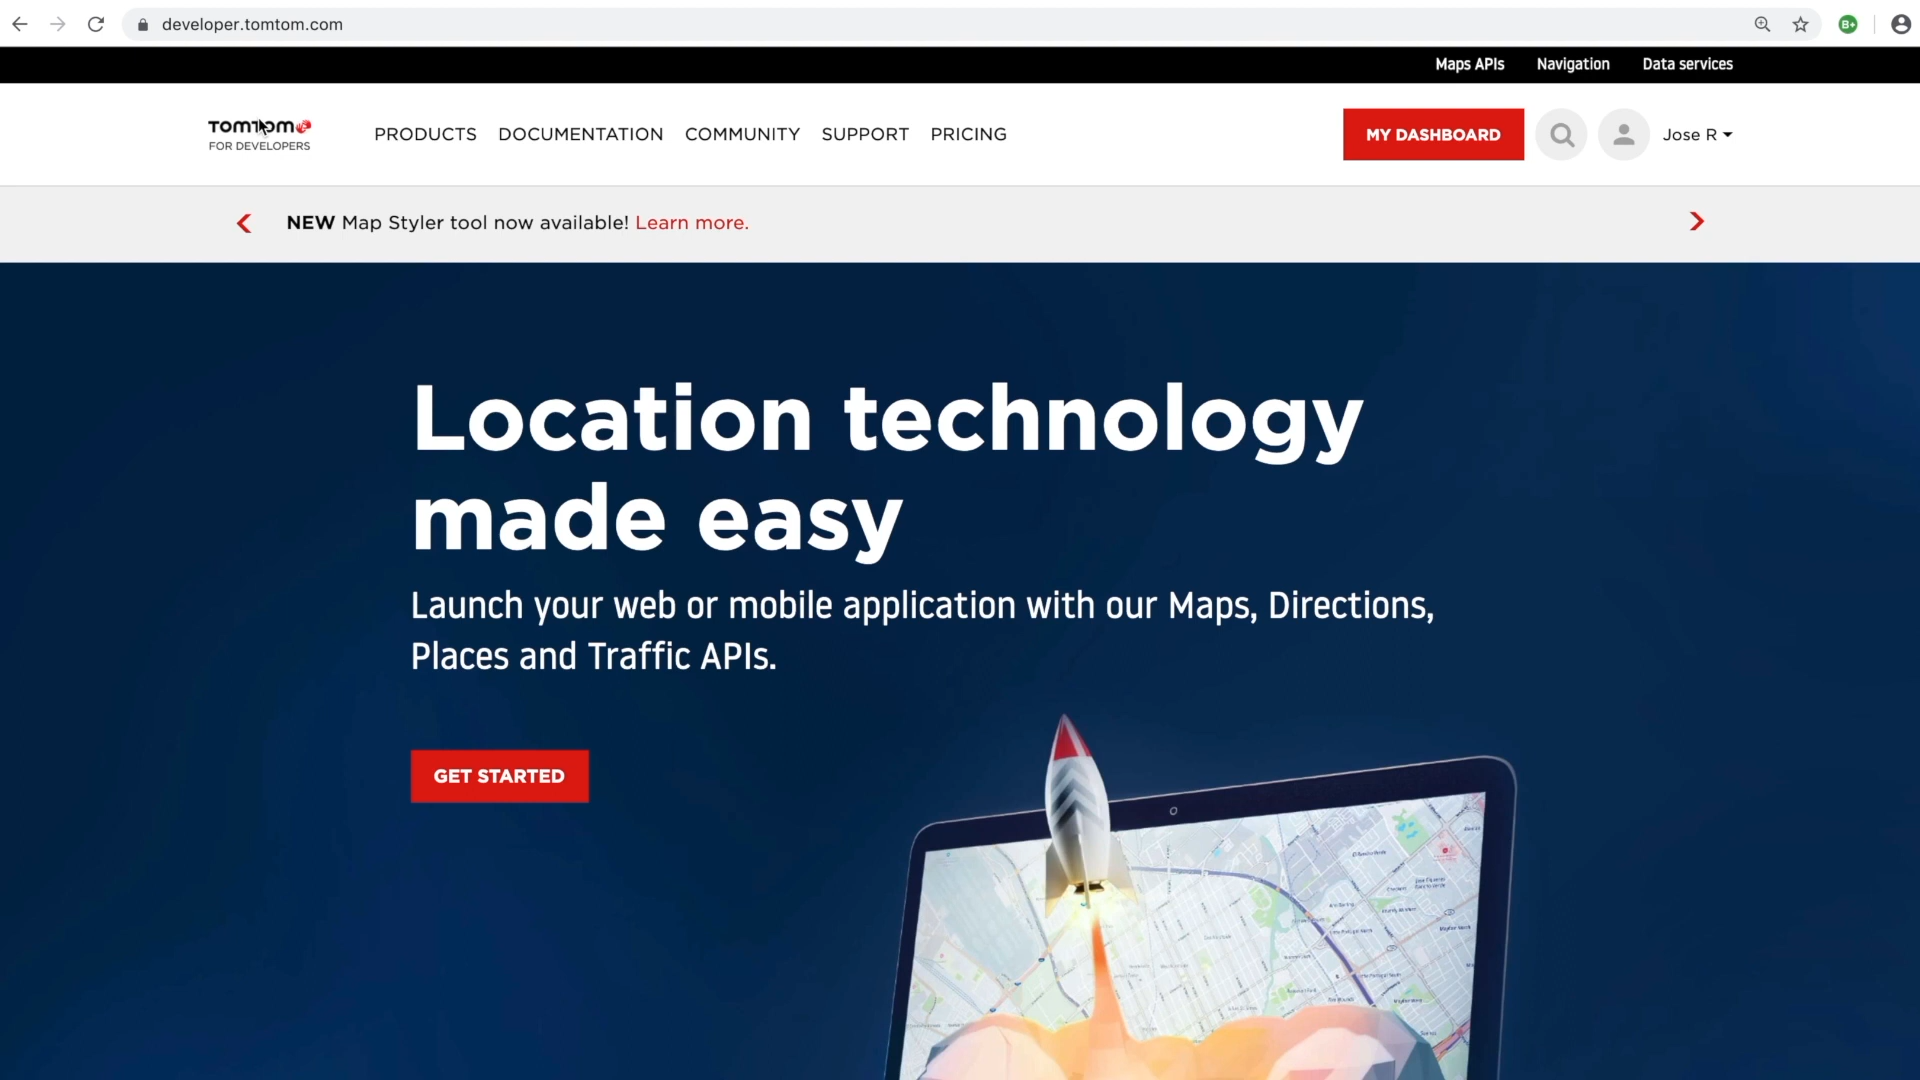 developer.tomtom.com
Maps APIs Navigation Data services
TOMTOM
FOR DEVELOPERS
PRODUCTS DOCUMENTATION COMMUNITY SUPPORT PRICING
MY DASHBOARD
Jose R
NEW Map Styler tool now available! Learn more.
Location technology
made easy
Launch your web or mobile application with our Maps, Directions,
Places and Traffic APIs.
GET STARTED